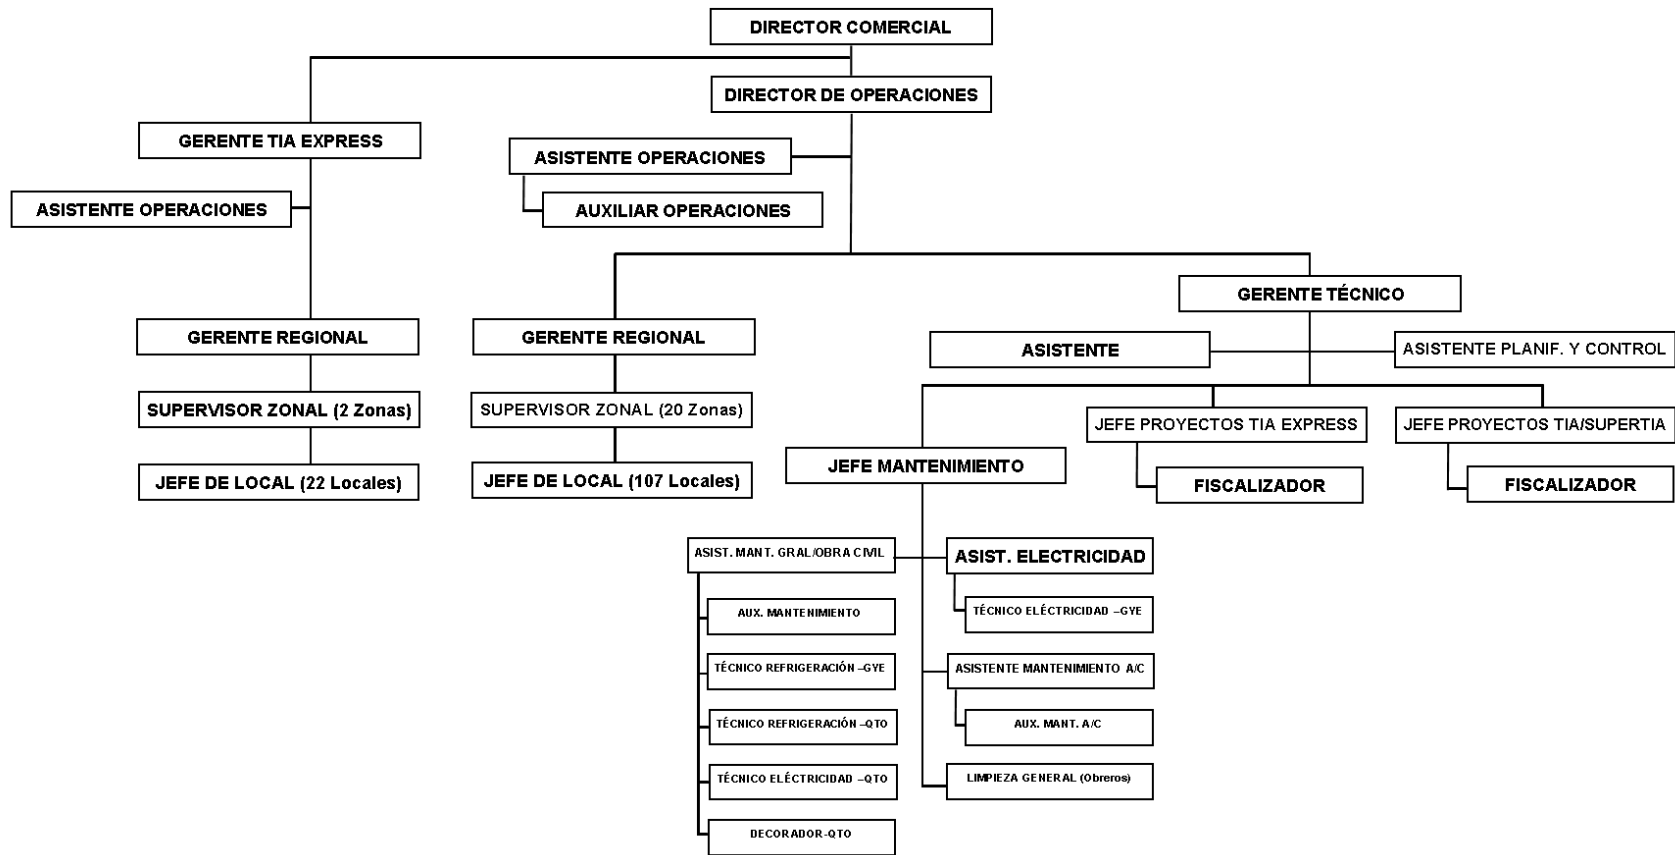 DIRECTOR COMERCIAL
DIRECTOR DE OPERACIONES
GERENTE TIA EXPRESS
ASISTENTE OPERACIONES
ASISTENTE OPERACIONES
AUXILIAR OPERACIONES
GERENTE TÉCNICO
GERENTE REGIONAL
GERENTE REGIONAL
ASISTENTE
ASISTENTE PLANIF. Y CONTROL
SUPERVISOR ZONAL (2 Zonas)
SUPERVISOR ZONAL (20 Zonas)
JEFE PROYECTOS TIA EXPRESS
JEFE PROYECTOS TIA/SUPERTIA
JEFE DE LOCAL (22 Locales)
JEFE DE LOCAL (107 Locales)
JEFE MANTENIMIENTO
FISCALIZADOR
FISCALIZADOR
ASIST. MANT. GRAL/OBRA CIVIL
ASIST. ELECTRICIDAD
AUX. MANTENIMIENTO
TÉCNICO ELÉCTRICIDAD –GYE
TÉCNICO REFRIGERACIÓN –GYE
ASISTENTE MANTENIMIENTO A/C
TÉCNICO REFRIGERACIÓN –QTO
AUX. MANT. A/C
TÉCNICO ELÉCTRICIDAD –QTO
LIMPIEZA GENERAL (Obreros)
DECORADOR-QTO